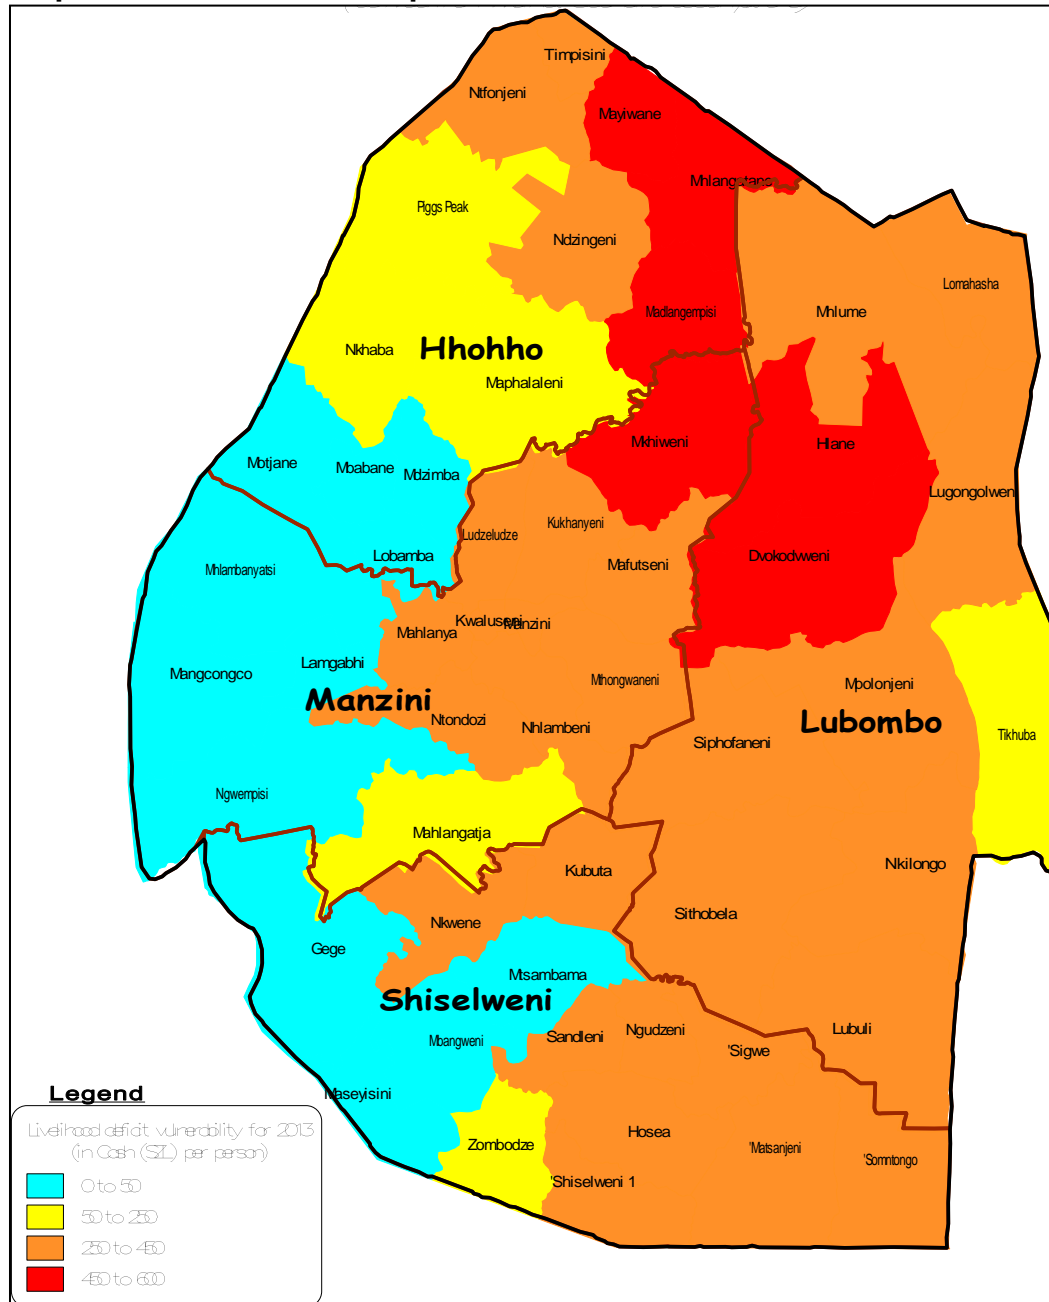 Timpisini
Ntfonjeni
Mayiwane
Mhlangatane
Piggs Peak
Ndzingeni
Lomahasha
Madlangempisi
Mhlume
Nkhaba
Hhohho
Maphalaleni
Mkhiweni
Hlane
Motjane
Mbabane
Mdzimba
Lugongolweni
Ludzeludze
Kukhanyeni
Lobamba
Mafutseni
Dvokodvweni
Mhlambanyatsi
Kwaluseni
Manzini
Mahlanya
Lamgabhi
Mangcongco
Mthongwaneni
Mpolonjeni
Manzini
Ntondozi
Nhlambeni
Lubombo
Siphofaneni
Tikhuba
Ngwempisi
Mahlangatja
Kubuta
Nkilongo
Sithobela
Nkwene
Gege
Mtsambama
Shiselweni
Mbangweni
Sandleni
Ngudzeni
'Sigwe
Lubuli
Maseyisini
Zombodze
Hosea
'Matsanjeni
'Somntongo
'Shiselweni 1
Legend
Livelihood deficit vulnerability for 2013
(in Cash (SZL) per person)
0 to 50
50 to 250
250 to 450
450 to 600